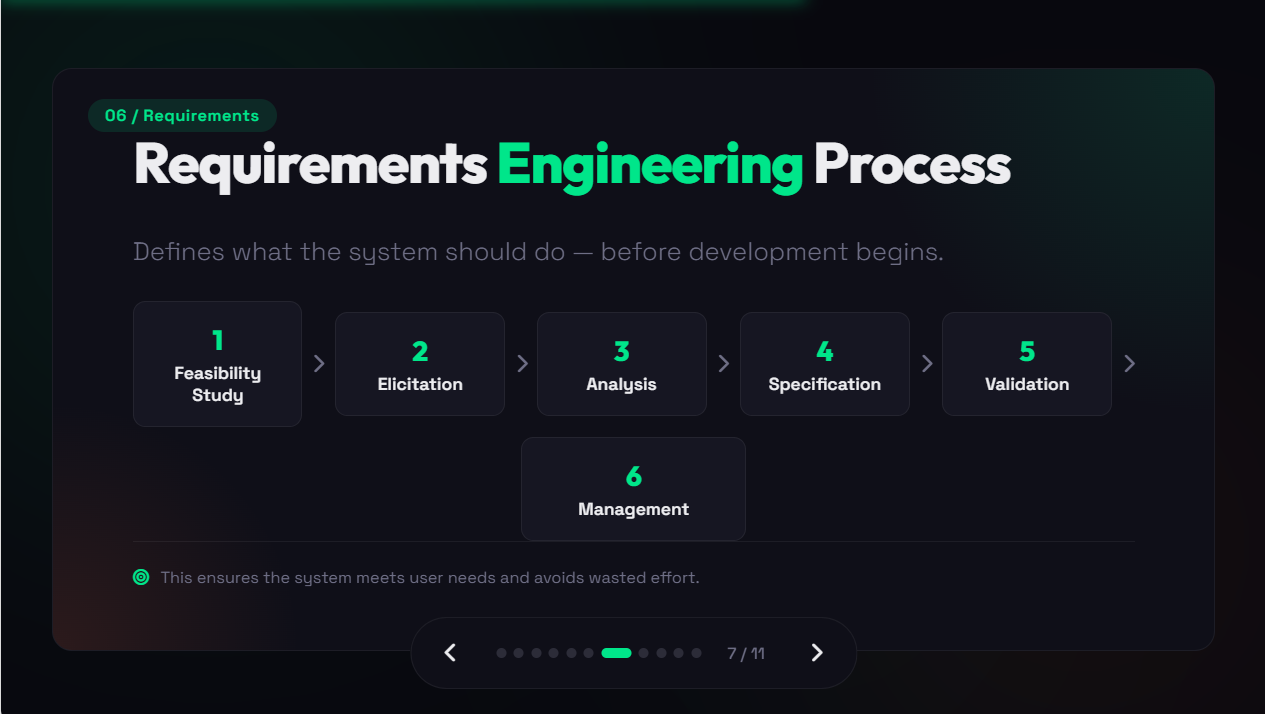 06 / Requirements
Requirements Engineering Process
Defines what the system should do — before development begins.
1
Feasibility
Study
2
Elicitation
3
Analysis
4
Specification
5
Validation
6
Management
This ensures the system meets user needs and avoids wasted effort.
7 / 11